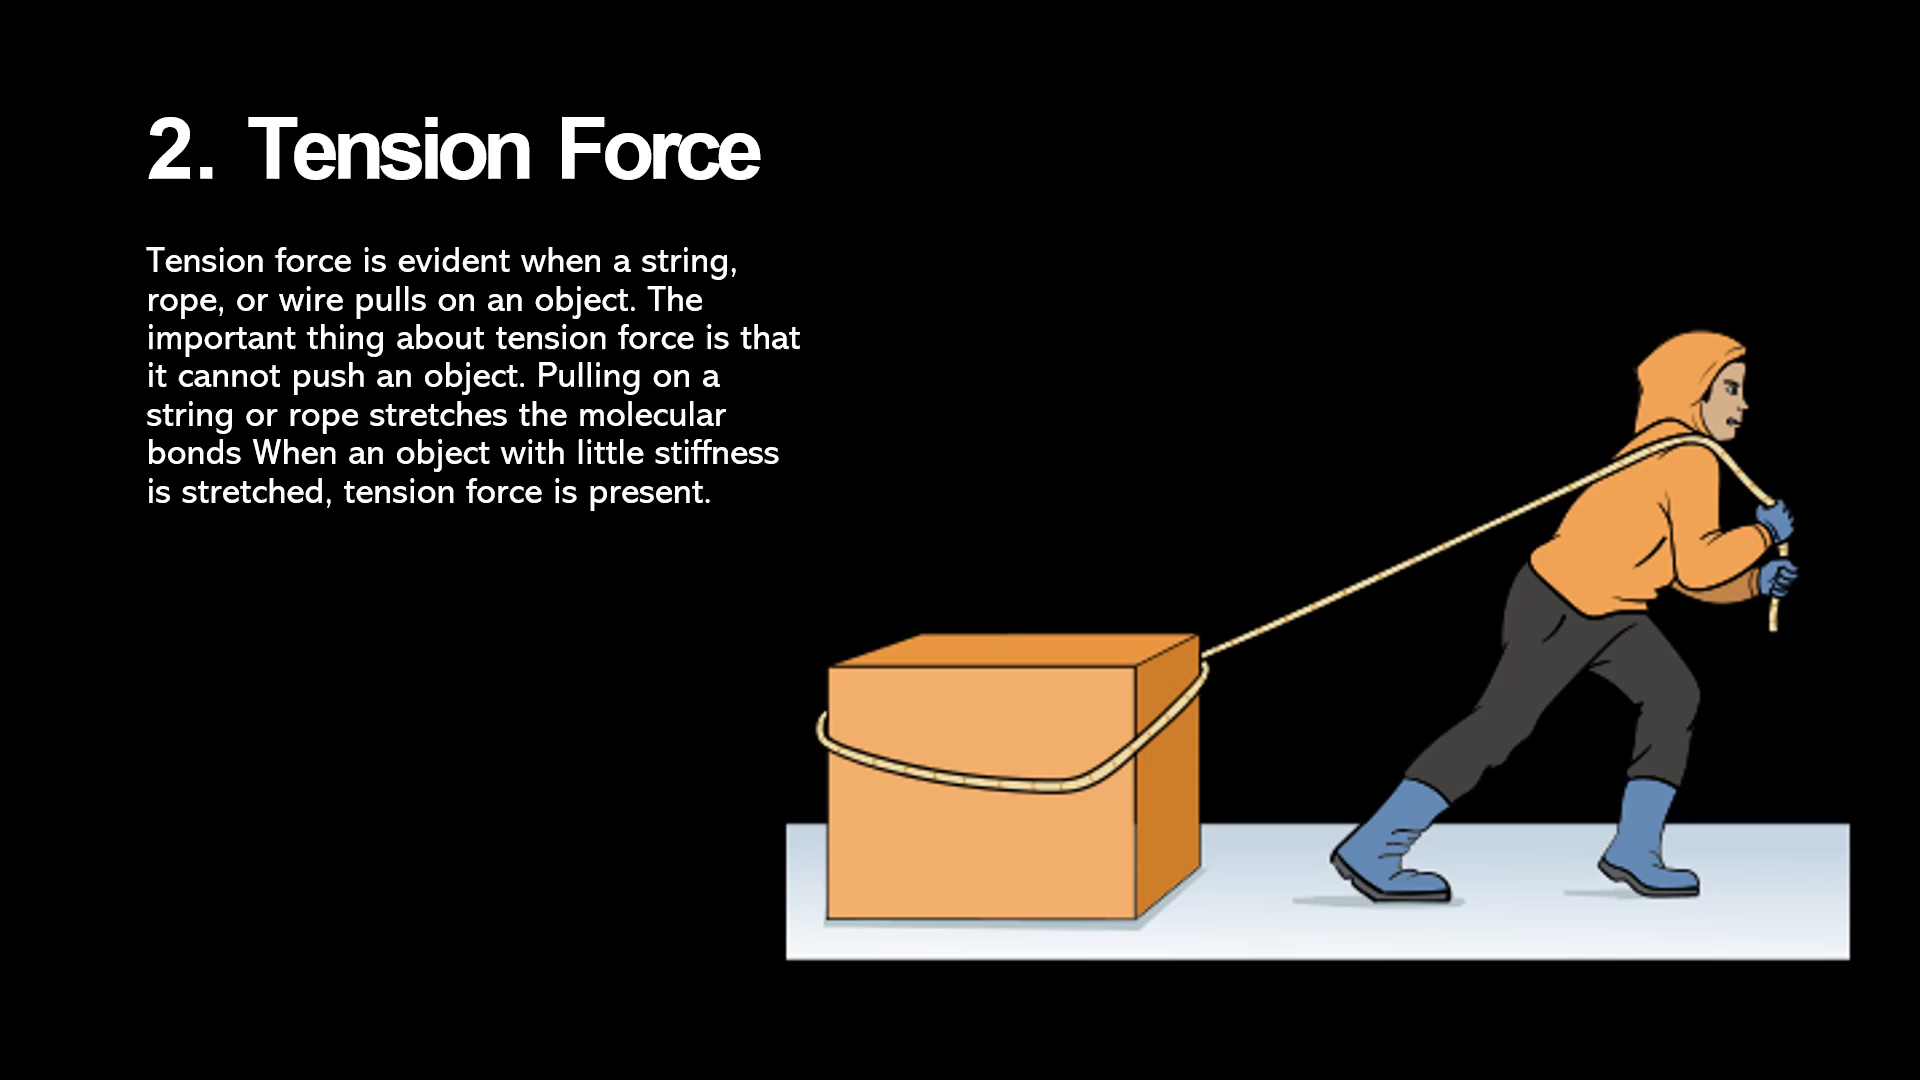 2. Tension Force
Tension force is evident when a string,
rope, or wire pulls on an object. The
important thing about tension force is that
it cannot push an object. Pulling on a
string or rope stretches the molecular
bonds When an object with little stiffness
is stretched, tension force is present.